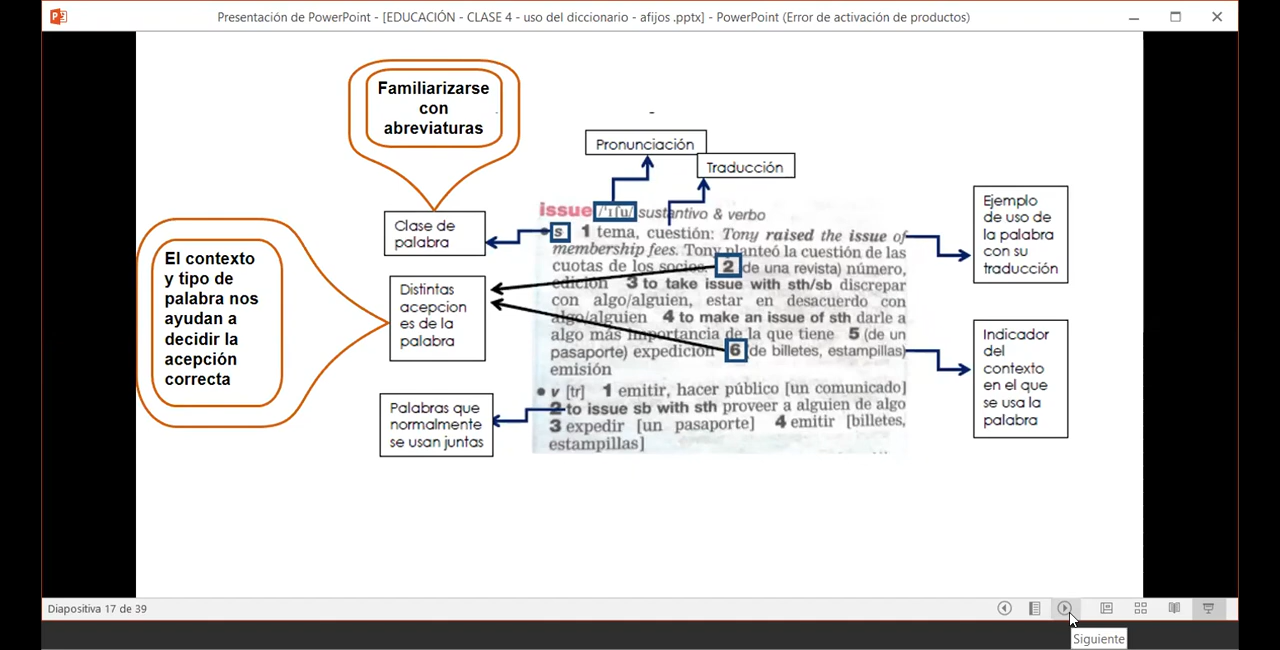 Presentación de PowerPoint - [EDUCACIÓN - CLASE 4 - uso del diccionario - afijos .pptx] - PowerPoint (Error de activación de productos)
Familiarizarse
con
abreviaturas
Pronunciación
Traducción
Clase de
palabra
El contexto
y tipo de
palabra nos
ayudan a
decidir la
acepción
correcta
Distintas
acepcion
es de la
palabra
Palabras que
normalmente
se usan juntas
issue /ˈɪʃu/ sustantivo & verbo
● s 1 tema, cuestión: Tony raised the issue of
membership fees. Tony planteó la cuestión de las
cuotas de los socios. 2 (de una revista) número,
edición 3 to take issue with sth/sb discrepar
con algo/alguien, estar en desacuerdo con
algo/alguien 4 to make an issue of sth darle a
algo más importancia de la que tiene 5 (de un
pasaporte) expedición 6 (de billetes, estampillas)
emisión
● v [tr] 1 emitir, hacer público [un comunicado]
2 to issue sb with sth proveer a alguien de algo
3 expedir [un pasaporte] 4 emitir [billetes,
estampillas]
Ejemplo
de uso de
la palabra
con su
traducción
Indicador
del
contexto
en el que
se usa la
palabra
Diapositiva 17 de 39
Siguiente